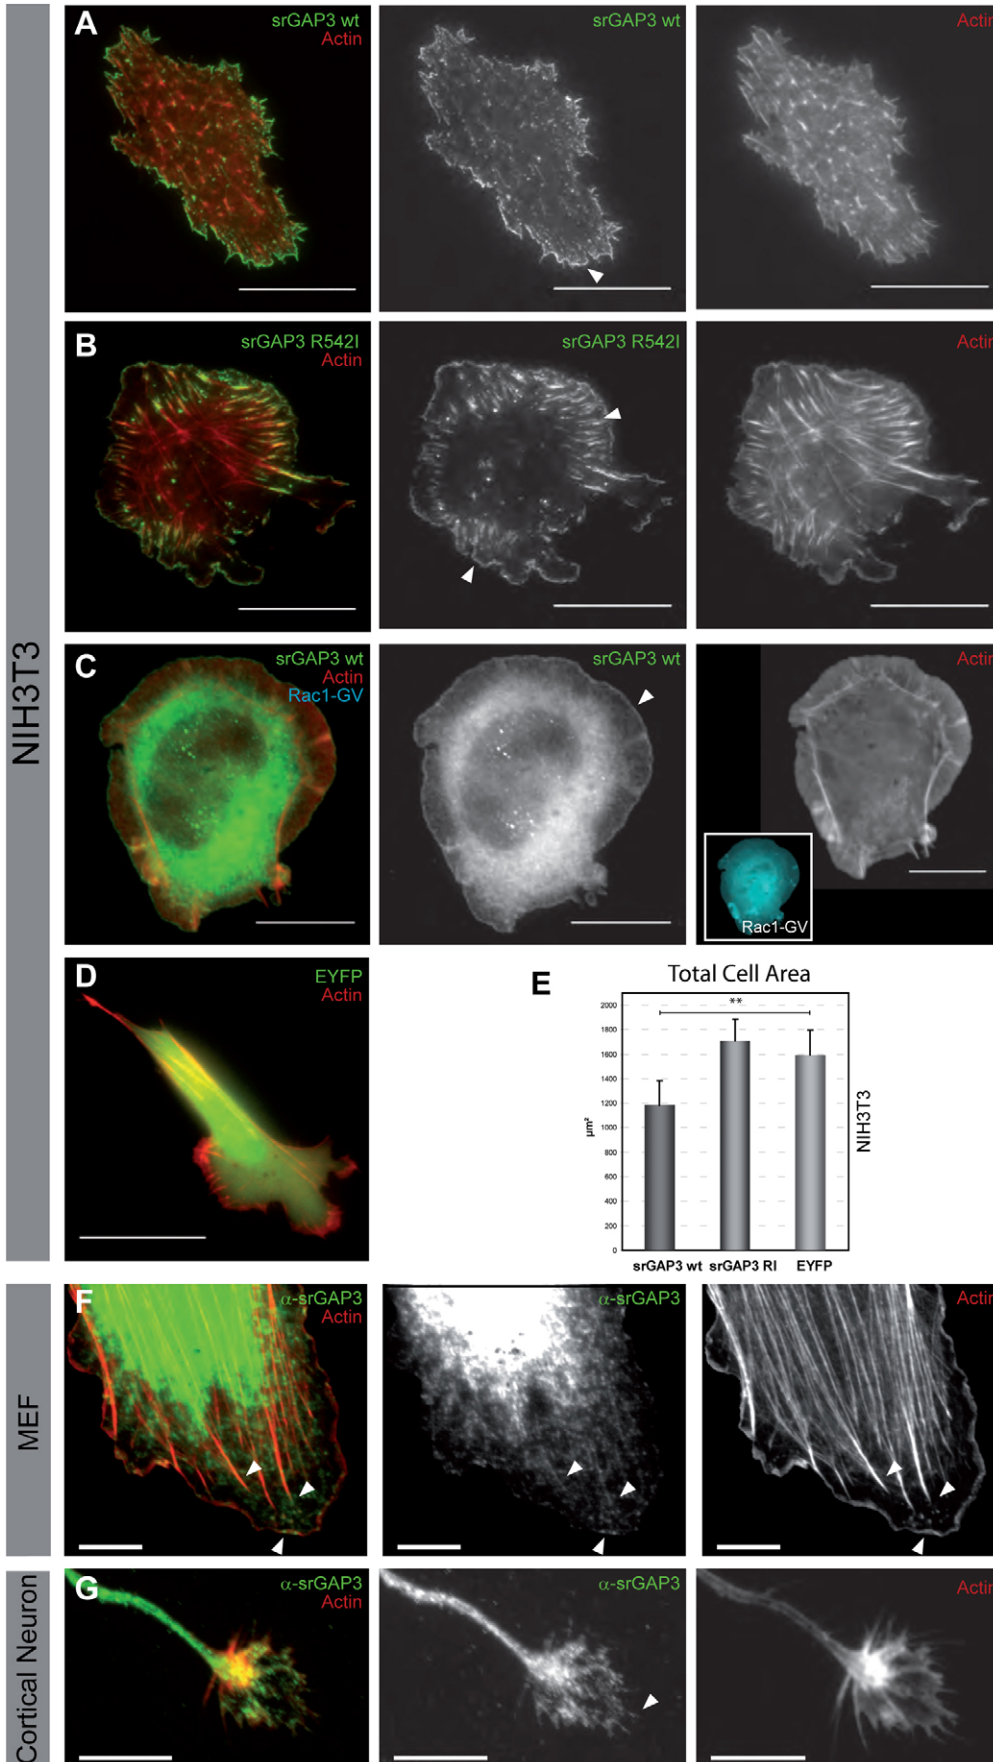 NIH3T3
A
srGAP3 wt
Actin
srGAP3 wt
Actin
B
srGAP3 R542I
Actin
srGAP3 R542I
Actin
C
srGAP3 wt
Actin
Rac1-GV
srGAP3 wt
Actin
Rac1-GV
D
EYFP
Actin
E
Total Cell Area
**
2000
1800
1600
1400
1200
1000
800
600
400
200
0
µm²
NIH3T3
srGAP3 wt srGAP3 RI EYFP
MEF
F
α-srGAP3
Actin
α-srGAP3
Actin
Cortical Neuron
G
α-srGAP3
Actin
α-srGAP3
Actin